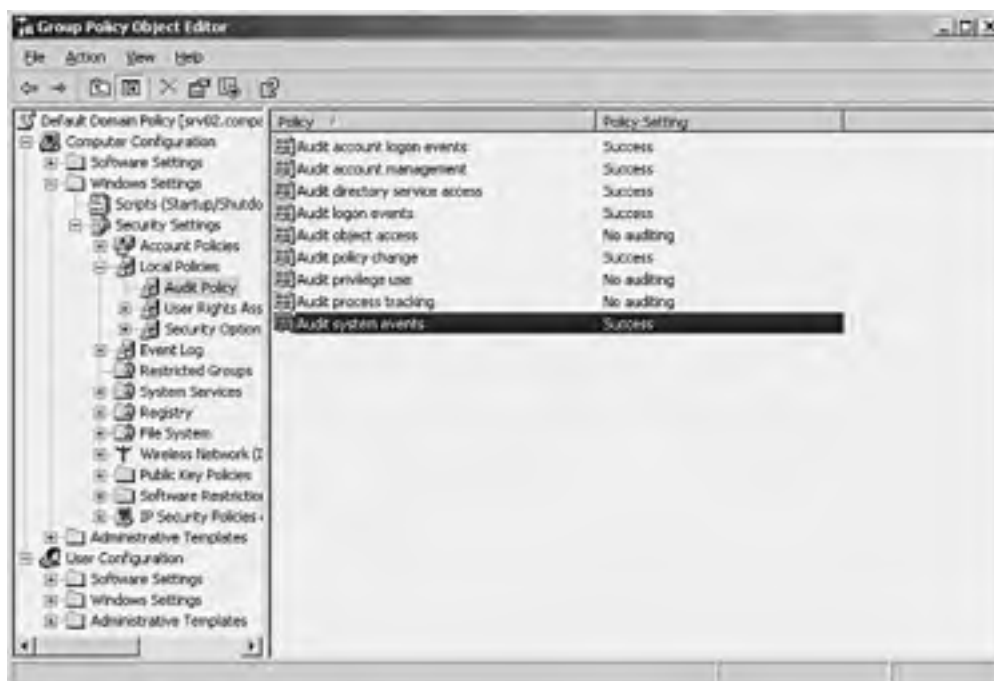 Group Policy Object Editor
File Action View Help
Default Domain Policy [srv02.compa
Computer Configuration
Software Settings
Windows Settings
Scripts (Startup/Shutdo
Security Settings
Account Policies
Local Policies
Audit Policy
User Rights Ass
Security Option
Event Log
Restricted Groups
System Services
Registry
File System
Wireless Network (I
Public Key Policies
Software Restriction
IP Security Policies
Administrative Templates
User Configuration
Software Settings
Windows Settings
Administrative Templates
Policy Policy Setting
Audit account logon events Success
Audit account management Success
Audit directory service access Success
Audit logon events Success
Audit object access No auditing
Audit policy change Success
Audit privilege use No auditing
Audit process tracking No auditing
Audit system events Success